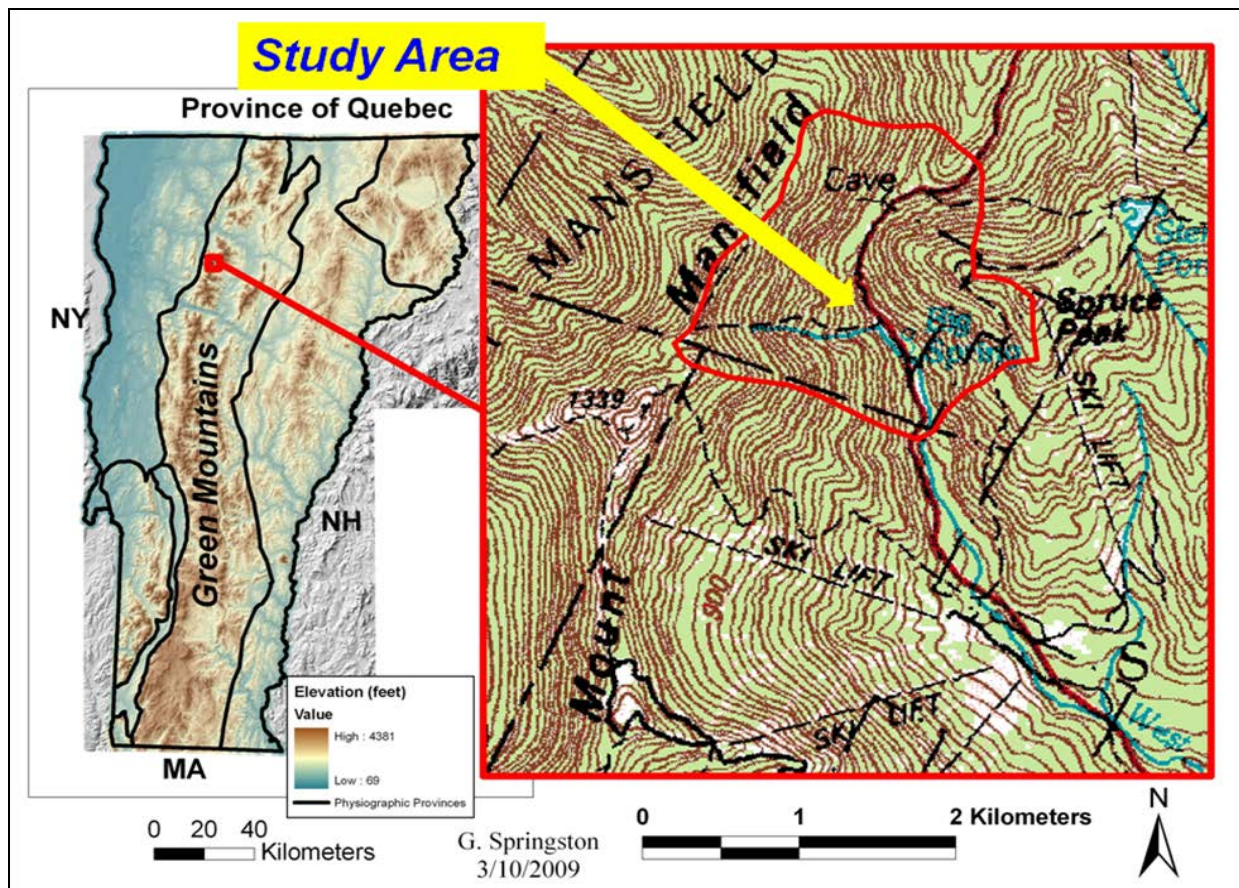 Study Area
Province of Quebec
NY
NH
MA
Green Mountains
Elevation (feet)
Value
High : 4381
Low : 69
Physiographic Provinces
0 20 40
Kilometers
G. Springston
3/10/2009
MANSFIELD
Mansfield
Cave
Big
Spring
Spruce
Peak
SKI LIFT
1339
Mount
SKI LIFT
300
SKI LIFT
S
West
0 1 2 Kilometers
N